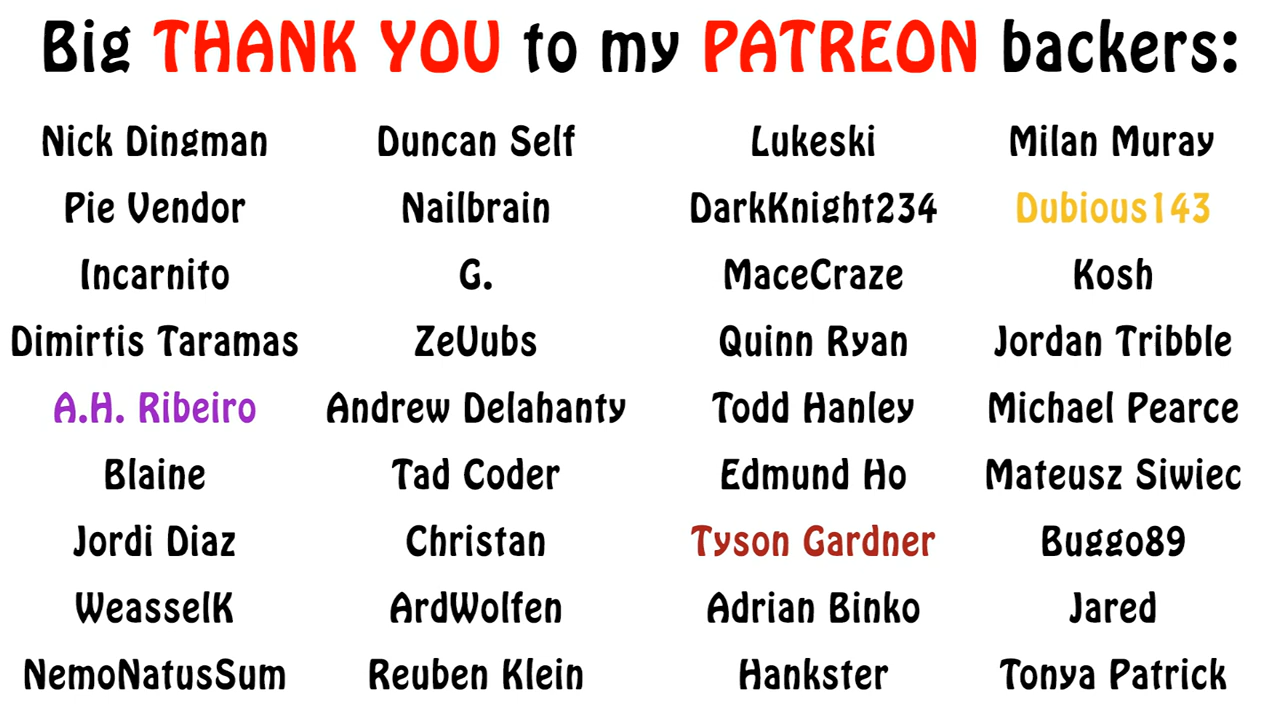 Big THANK YOU to my PATREON backers:
Nick Dingman Duncan Self Lukeski Milan Muray
Pie Vendor Nailbrain DarkKnight234 Dubious143
Incarnito G. MaceCraze Kosh
Dimirtis Taramas ZeVubs Quinn Ryan Jordan Tribble
A.H. Ribeiro Andrew Delahanty Todd Hanley Michael Pearce
Blaine Tad Coder Edmund Ho Mateusz Siwiec
Jordi Diaz Christan Tyson Gardner Buggo89
WeasselK ArdWolfen Adrian Binko Jared
NemoNatusSum Reuben Klein Hankster Tonya Patrick